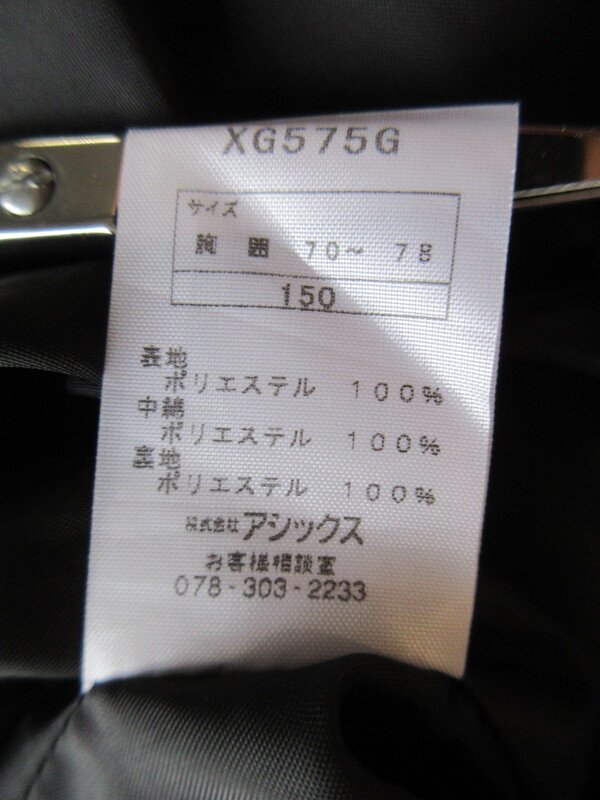 XG575G
サイズ
胸囲 70～ 78
150
表地
ポリエステル 100%
中綿
ポリエステル 100%
裏地
ポリエステル 100%
株式会社アシックス
お客様相談室
078-303-2233